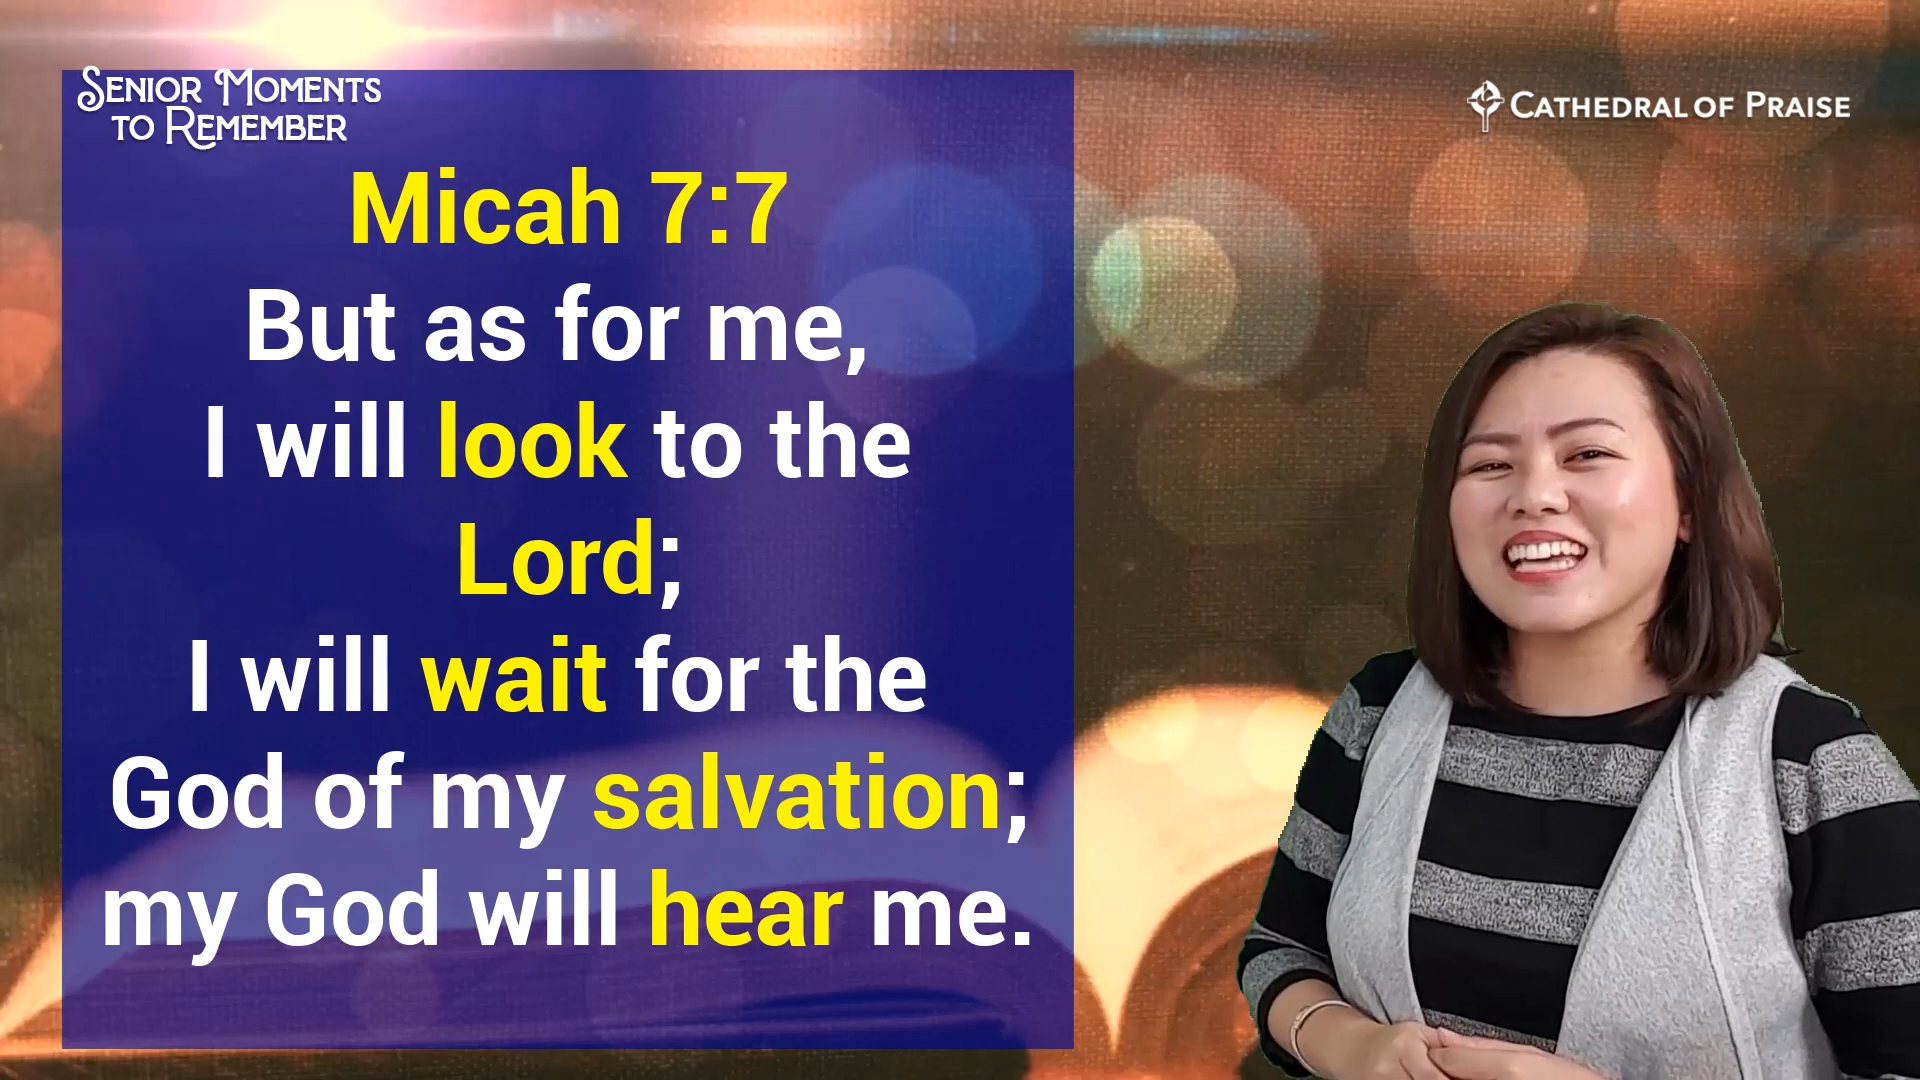 Senior Moments
to Remember
Cathedral of Praise
Micah 7:7
But as for me,
I will look to the
Lord;
I will wait for the
God of my salvation;
my God will hear me.